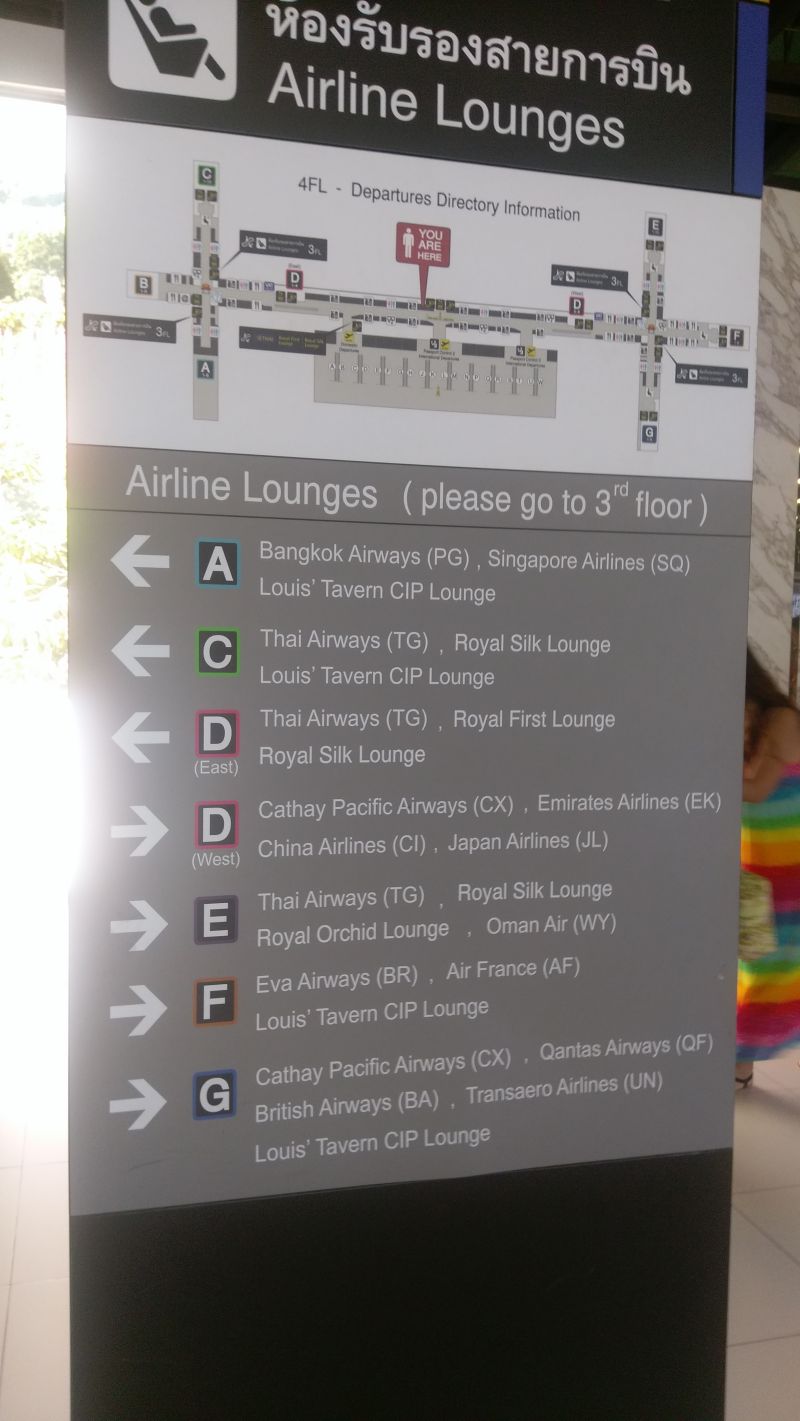 ห้องรับรองสายการบิน
Airline Lounges
4FL - Departures Directory Information
C
E
YOU
ARE
HERE
3FL
3FL
(East)
D
(West)
D
B
F
3FL
3FL
A
G
Airline Lounges ( please go to 3rd floor )
A Bangkok Airways (PG) , Singapore Airlines (SQ)
Louis' Tavern CIP Lounge
C Thai Airways (TG) , Royal Silk Lounge
Louis' Tavern CIP Lounge
D Thai Airways (TG) , Royal First Lounge
(East) Royal Silk Lounge
D Cathay Pacific Airways (CX) , Emirates Airlines (EK)
(West) China Airlines (CI) , Japan Airlines (JL)
E Thai Airways (TG) , Royal Silk Lounge
Royal Orchid Lounge , Oman Air (WY)
F Eva Airways (BR) , Air France (AF)
Louis' Tavern CIP Lounge
G Cathay Pacific Airways (CX) , Qantas Airways (QF)
British Airways (BA) , Transaero Airlines (UN)
Louis' Tavern CIP Lounge